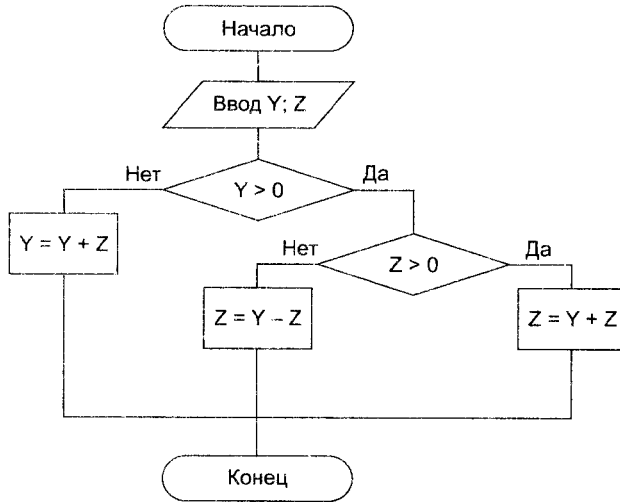 Начало
Ввод Y; Z
Нет
Да
Y > 0
Y = Y + Z
Нет
Да
Z > 0
Z = Y – Z
Z = Y + Z
Конец